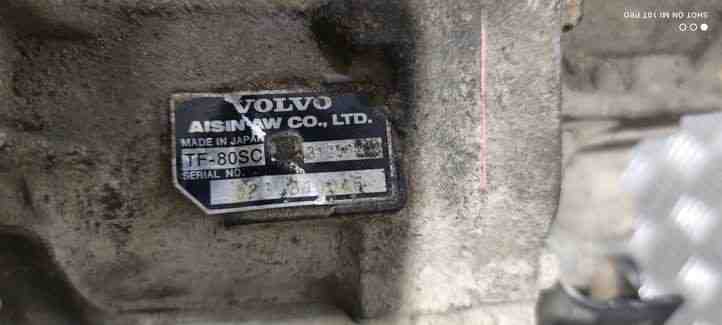 VOLVO
AISIN AW CO., LTD.
MADE IN JAPAN
TF-80SC
SERIAL NO.
SHOT ON MI 10T PRO